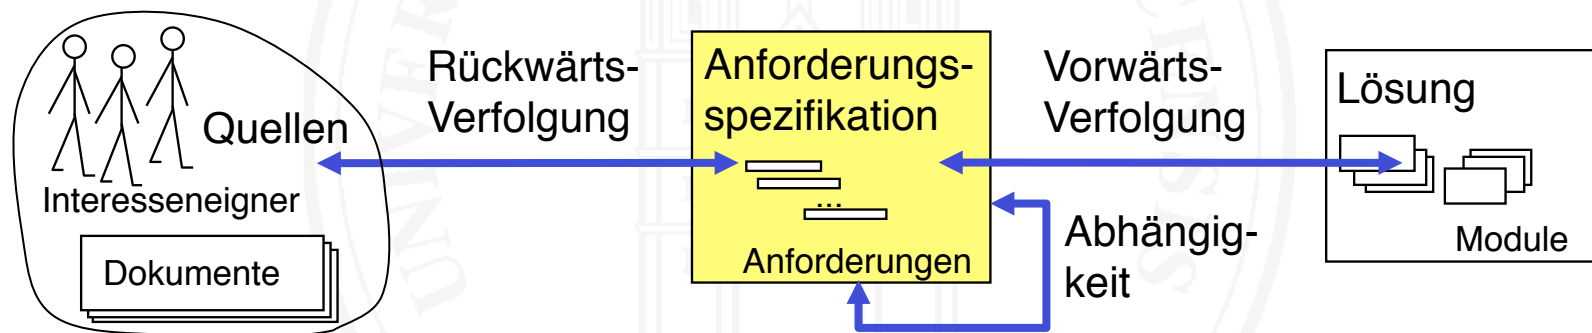 Quellen
Interesseneigner
Dokumente
Rückwärts-
Verfolgung
Anforderungs-
spezifikation
...
Anforderungen
Vorwärts-
Verfolgung
Abhängig-
keit
Lösung
Module